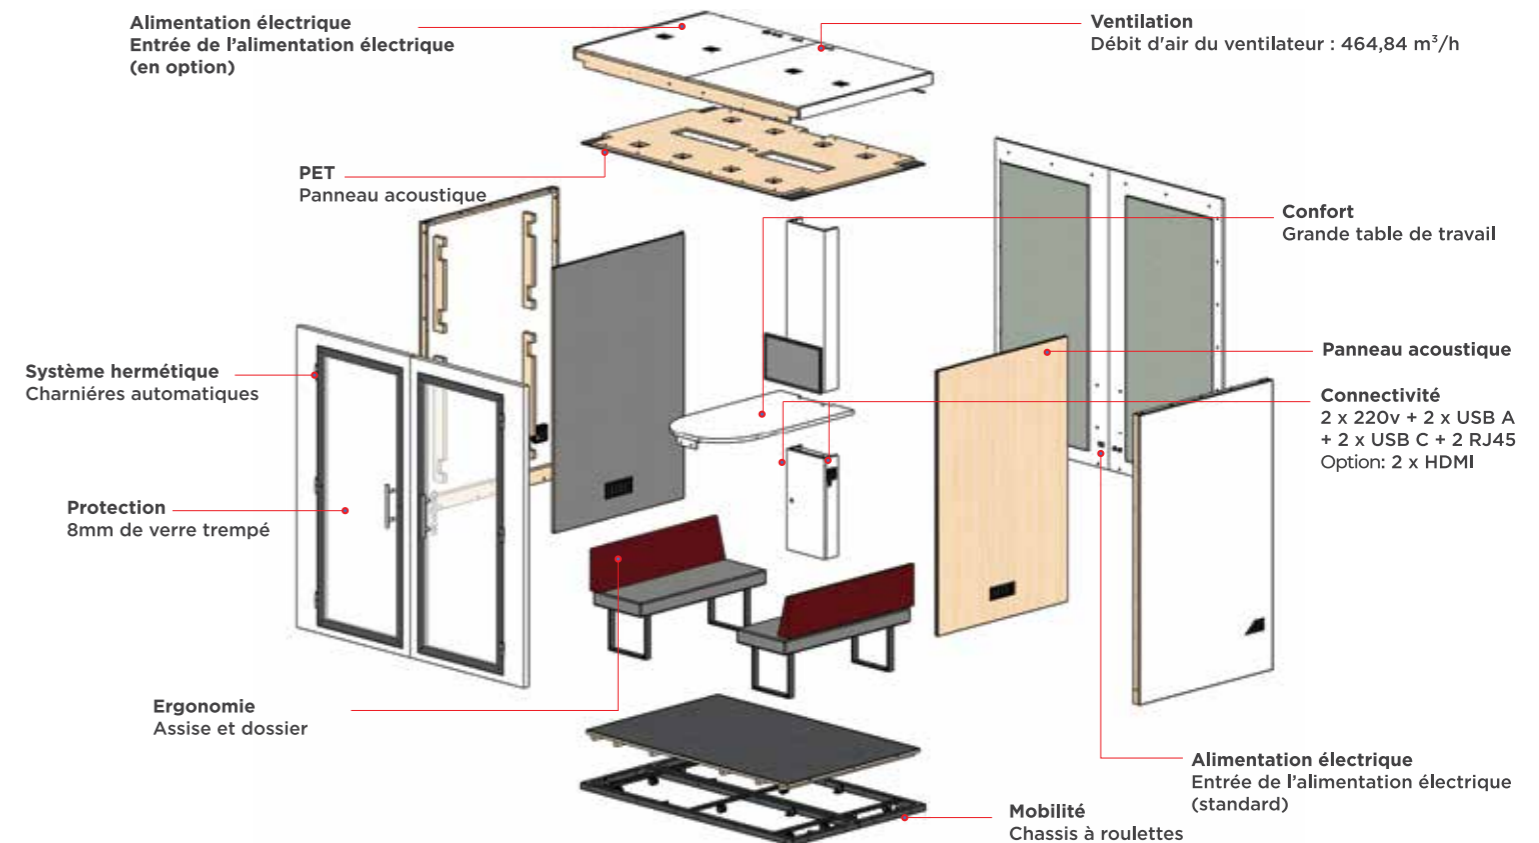 Alimentation électrique
Entrée de l'alimentation électrique
(en option)
Ventilation
Débit d'air du ventilateur : 464,84 m³/h
PET
Panneau acoustique
Confort
Grande table de travail
Système hermétique
Charniéres automatiques
Panneau acoustique
Connectivité
2 x 220v + 2 x USB A
+ 2 x USB C + 2 RJ45
Option: 2 x HDMI
Protection
8mm de verre trempé
Ergonomie
Assise et dossier
Alimentation électrique
Entrée de l'alimentation électrique
(standard)
Mobilité
Chassis à roulettes